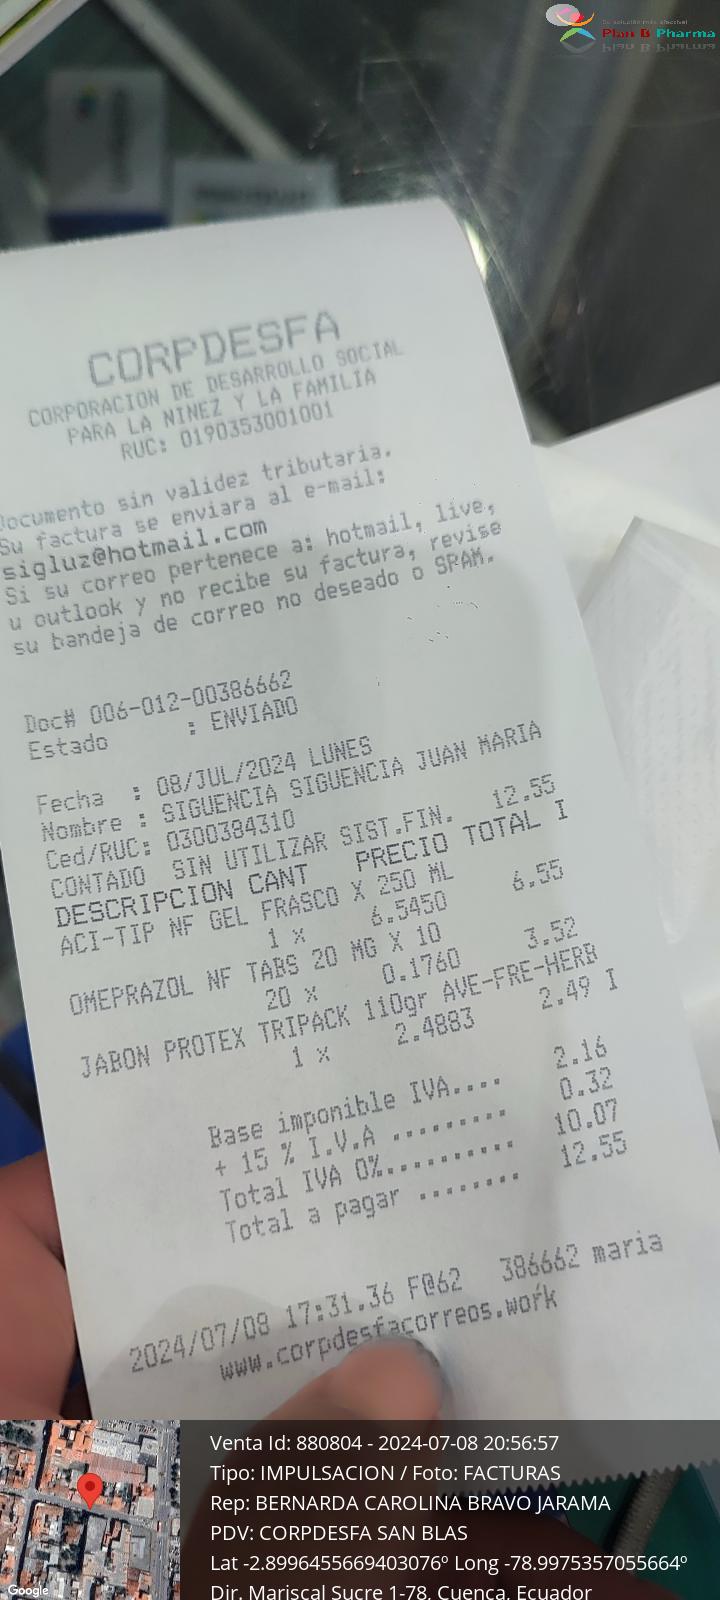 Su solución más efectiva!
Plan B Pharma
CORPDESFA
CORPORACION DE DESARROLLO SOCIAL
PARA LA NINEZ Y LA FAMILIA
RUC: 0190353001001
Documento sin validez tributaria.
Su factura se enviara al e-mail:
sigluz@hotmail.com
Si su correo pertenece a: hotmail, live,
u outlook y no recibe su factura, revise
su bandeja de correo no deseado o SPAM.
Doc# 006-012-00386662
Estado : ENVIADO
Fecha : 08/JUL/2024 LUNES
Nombre : SIGUENCIA SIGUENCIA JUAN MARIA
Ced/RUC: 0300384310
CONTADO SIN UTILIZAR SIST.FIN. 12.55
DESCRIPCION CANT PRECIO TOTAL I
ACI-TIP NF GEL FRASCO X 250 ML
1 X 6.5450 6.55
OMEPRAZOL NF TABS 20 MG X 10
20 X 0.1760 3.52
JABON PROTEX TRIPACK 110gr AVE-FRE-HERB
1 X 2.4883 2.49 I
Base imponible IVA.... 2.16
+ 15 % I.V.A ......... 0.32
Total IVA 0%.......... 10.07
Total a pagar ........ 12.55
2024/07/08 17:31.36 F@62 386662 maria
www.corpdesfacorreos.work
Venta Id: 880804 - 2024-07-08 20:56:57
Tipo: IMPULSACION / Foto: FACTURAS
Rep: BERNARDA CAROLINA BRAVO JARAMA
PDV: CORPDESFA SAN BLAS
Lat -2.8996455669403076º Long -78.9975357055664º
Dir. Mariscal Sucre 1-78, Cuenca, Ecuador
Google